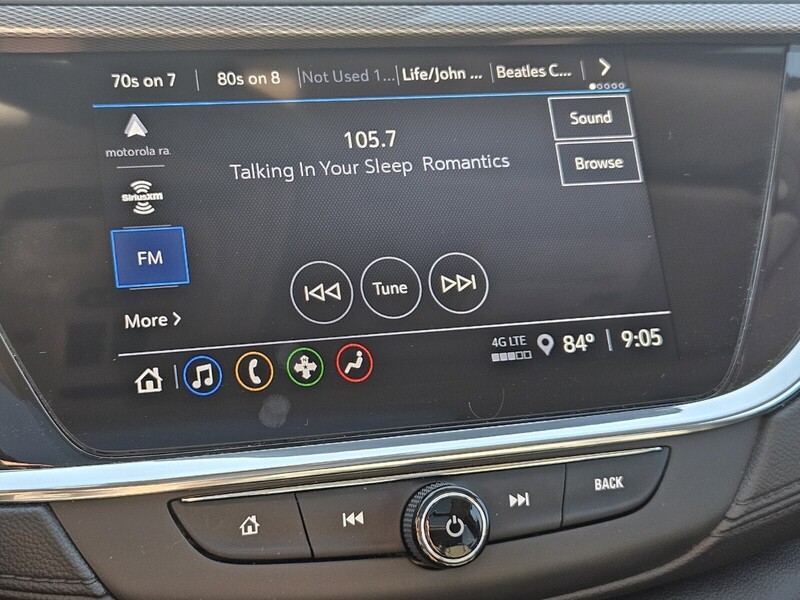 70s on 7 80s on 8 Not Used 1... Life/John ... Beatles C...
motorola ra.
105.7
Talking In Your Sleep Romantics
Sound
Browse
SiriusXM
FM
Tune
More
4G LTE 84° 9:05
BACK